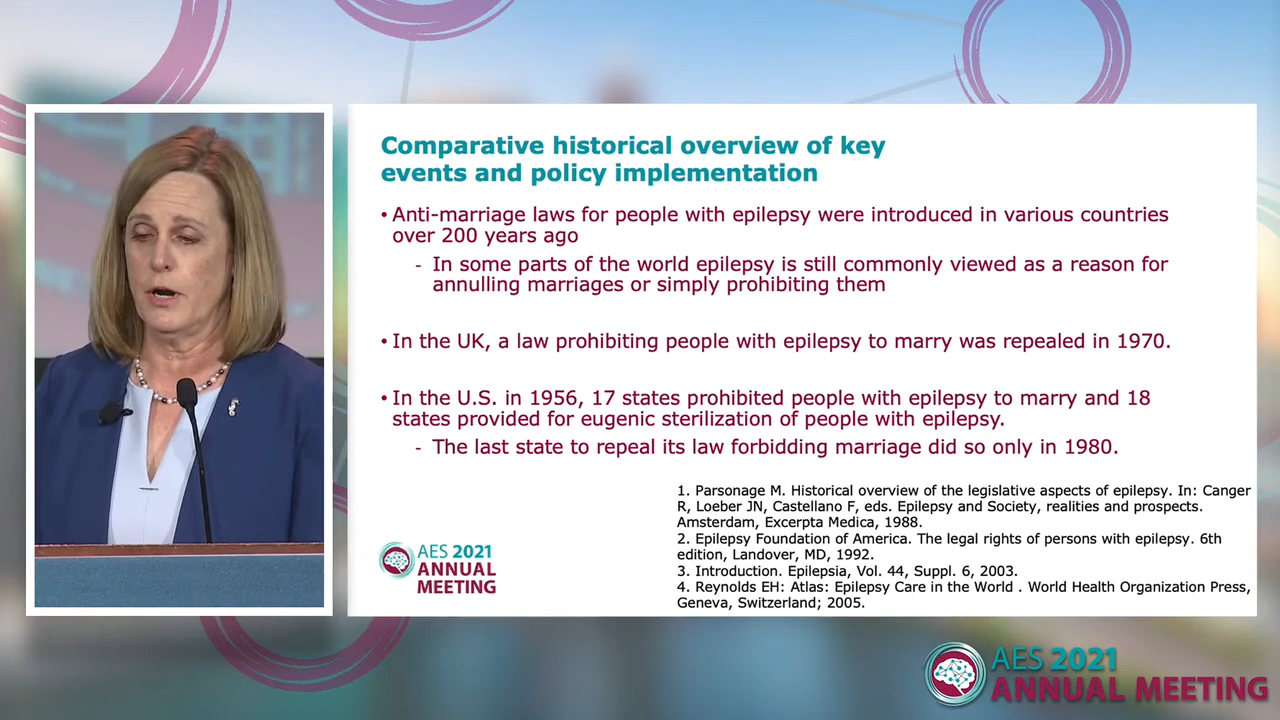 Comparative historical overview of key
events and policy implementation
• Anti-marriage laws for people with epilepsy were introduced in various countries
over 200 years ago
- In some parts of the world epilepsy is still commonly viewed as a reason for
annulling marriages or simply prohibiting them
• In the UK, a law prohibiting people with epilepsy to marry was repealed in 1970.
• In the U.S. in 1956, 17 states prohibited people with epilepsy to marry and 18
states provided for eugenic sterilization of people with epilepsy.
- The last state to repeal its law forbidding marriage did so only in 1980.
1. Parsonage M. Historical overview of the legislative aspects of epilepsy. In: Canger
R, Loeber JN, Castellano F, eds. Epilepsy and Society, realities and prospects.
Amsterdam, Excerpta Medica, 1988.
2. Epilepsy Foundation of America. The legal rights of persons with epilepsy. 6th
edition, Landover, MD, 1992.
3. Introduction. Epilepsia, Vol. 44, Suppl. 6, 2003.
4. Reynolds EH: Atlas: Epilepsy Care in the World . World Health Organization Press,
Geneva, Switzerland; 2005.
AES 2021
ANNUAL
MEETING
AES 2021
ANNUAL MEETING